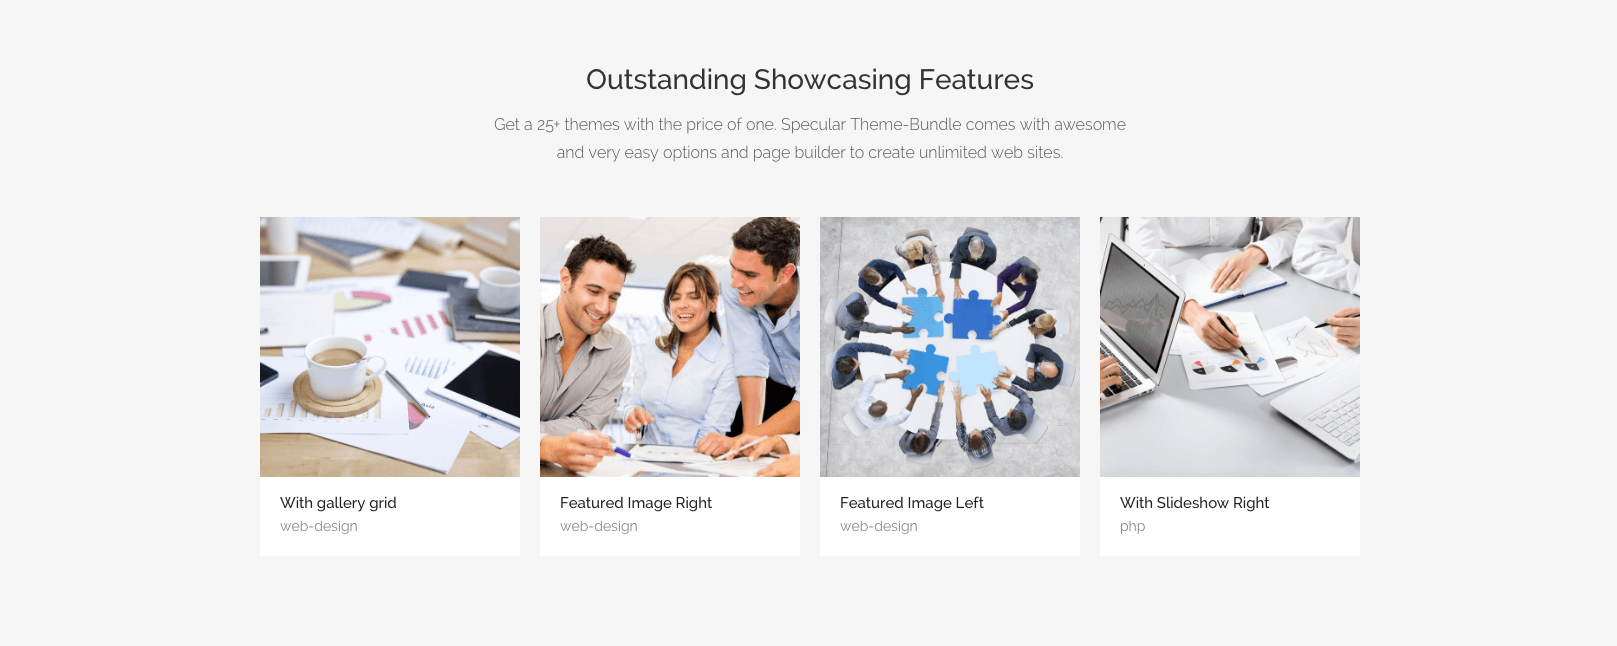 Outstanding Showcasing Features
Get a 25+ themes with the price of one. Specular Theme-Bundle comes with awesome
and very easy options and page builder to create unlimited web sites.
With gallery grid
web-design
Featured Image Right
web-design
Featured Image Left
web-design
With Slideshow Right
php